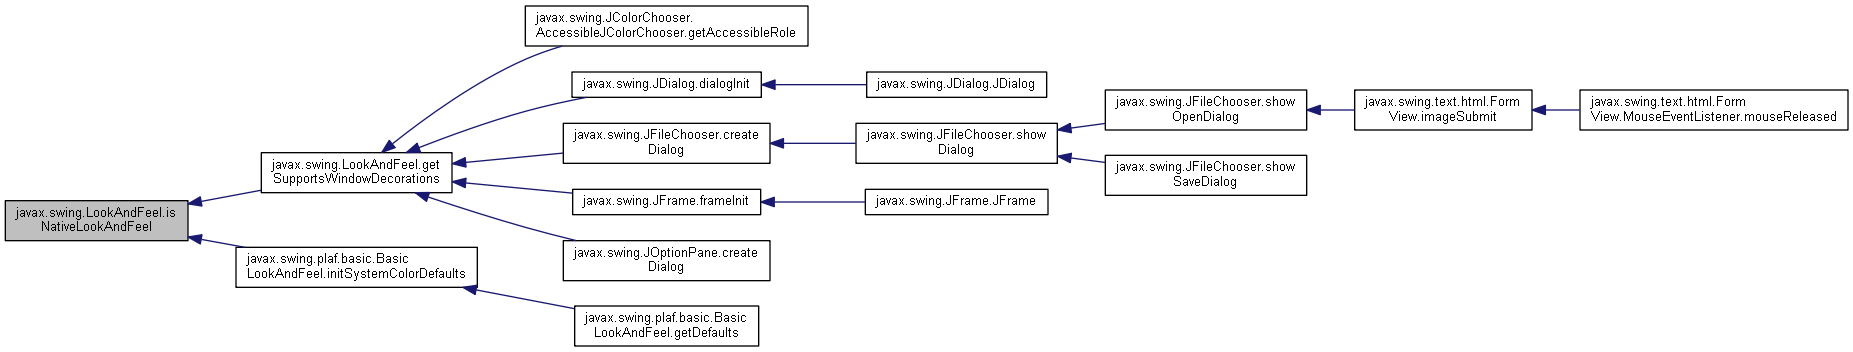 javax.swing.JColorChooser.
AccessibleJColorChooser.getAccessibleRole
javax.swing.JDialog.dialogInit
javax.swing.JDialog.JDialog
javax.swing.JFileChooser.show
OpenDialog
javax.swing.text.html.Form
View.imageSubmit
javax.swing.text.html.Form
View.MouseEventListener.mouseReleased
javax.swing.JFileChooser.create
Dialog
javax.swing.JFileChooser.show
Dialog
javax.swing.LookAndFeel.get
SupportsWindowDecorations
javax.swing.JFileChooser.show
SaveDialog
javax.swing.JFrame.frameInit
javax.swing.JFrame.JFrame
javax.swing.LookAndFeel.is
NativeLookAndFeel
javax.swing.JOptionPane.create
Dialog
javax.swing.plaf.basic.Basic
LookAndFeel.initSystemColorDefaults
javax.swing.plaf.basic.Basic
LookAndFeel.getDefaults